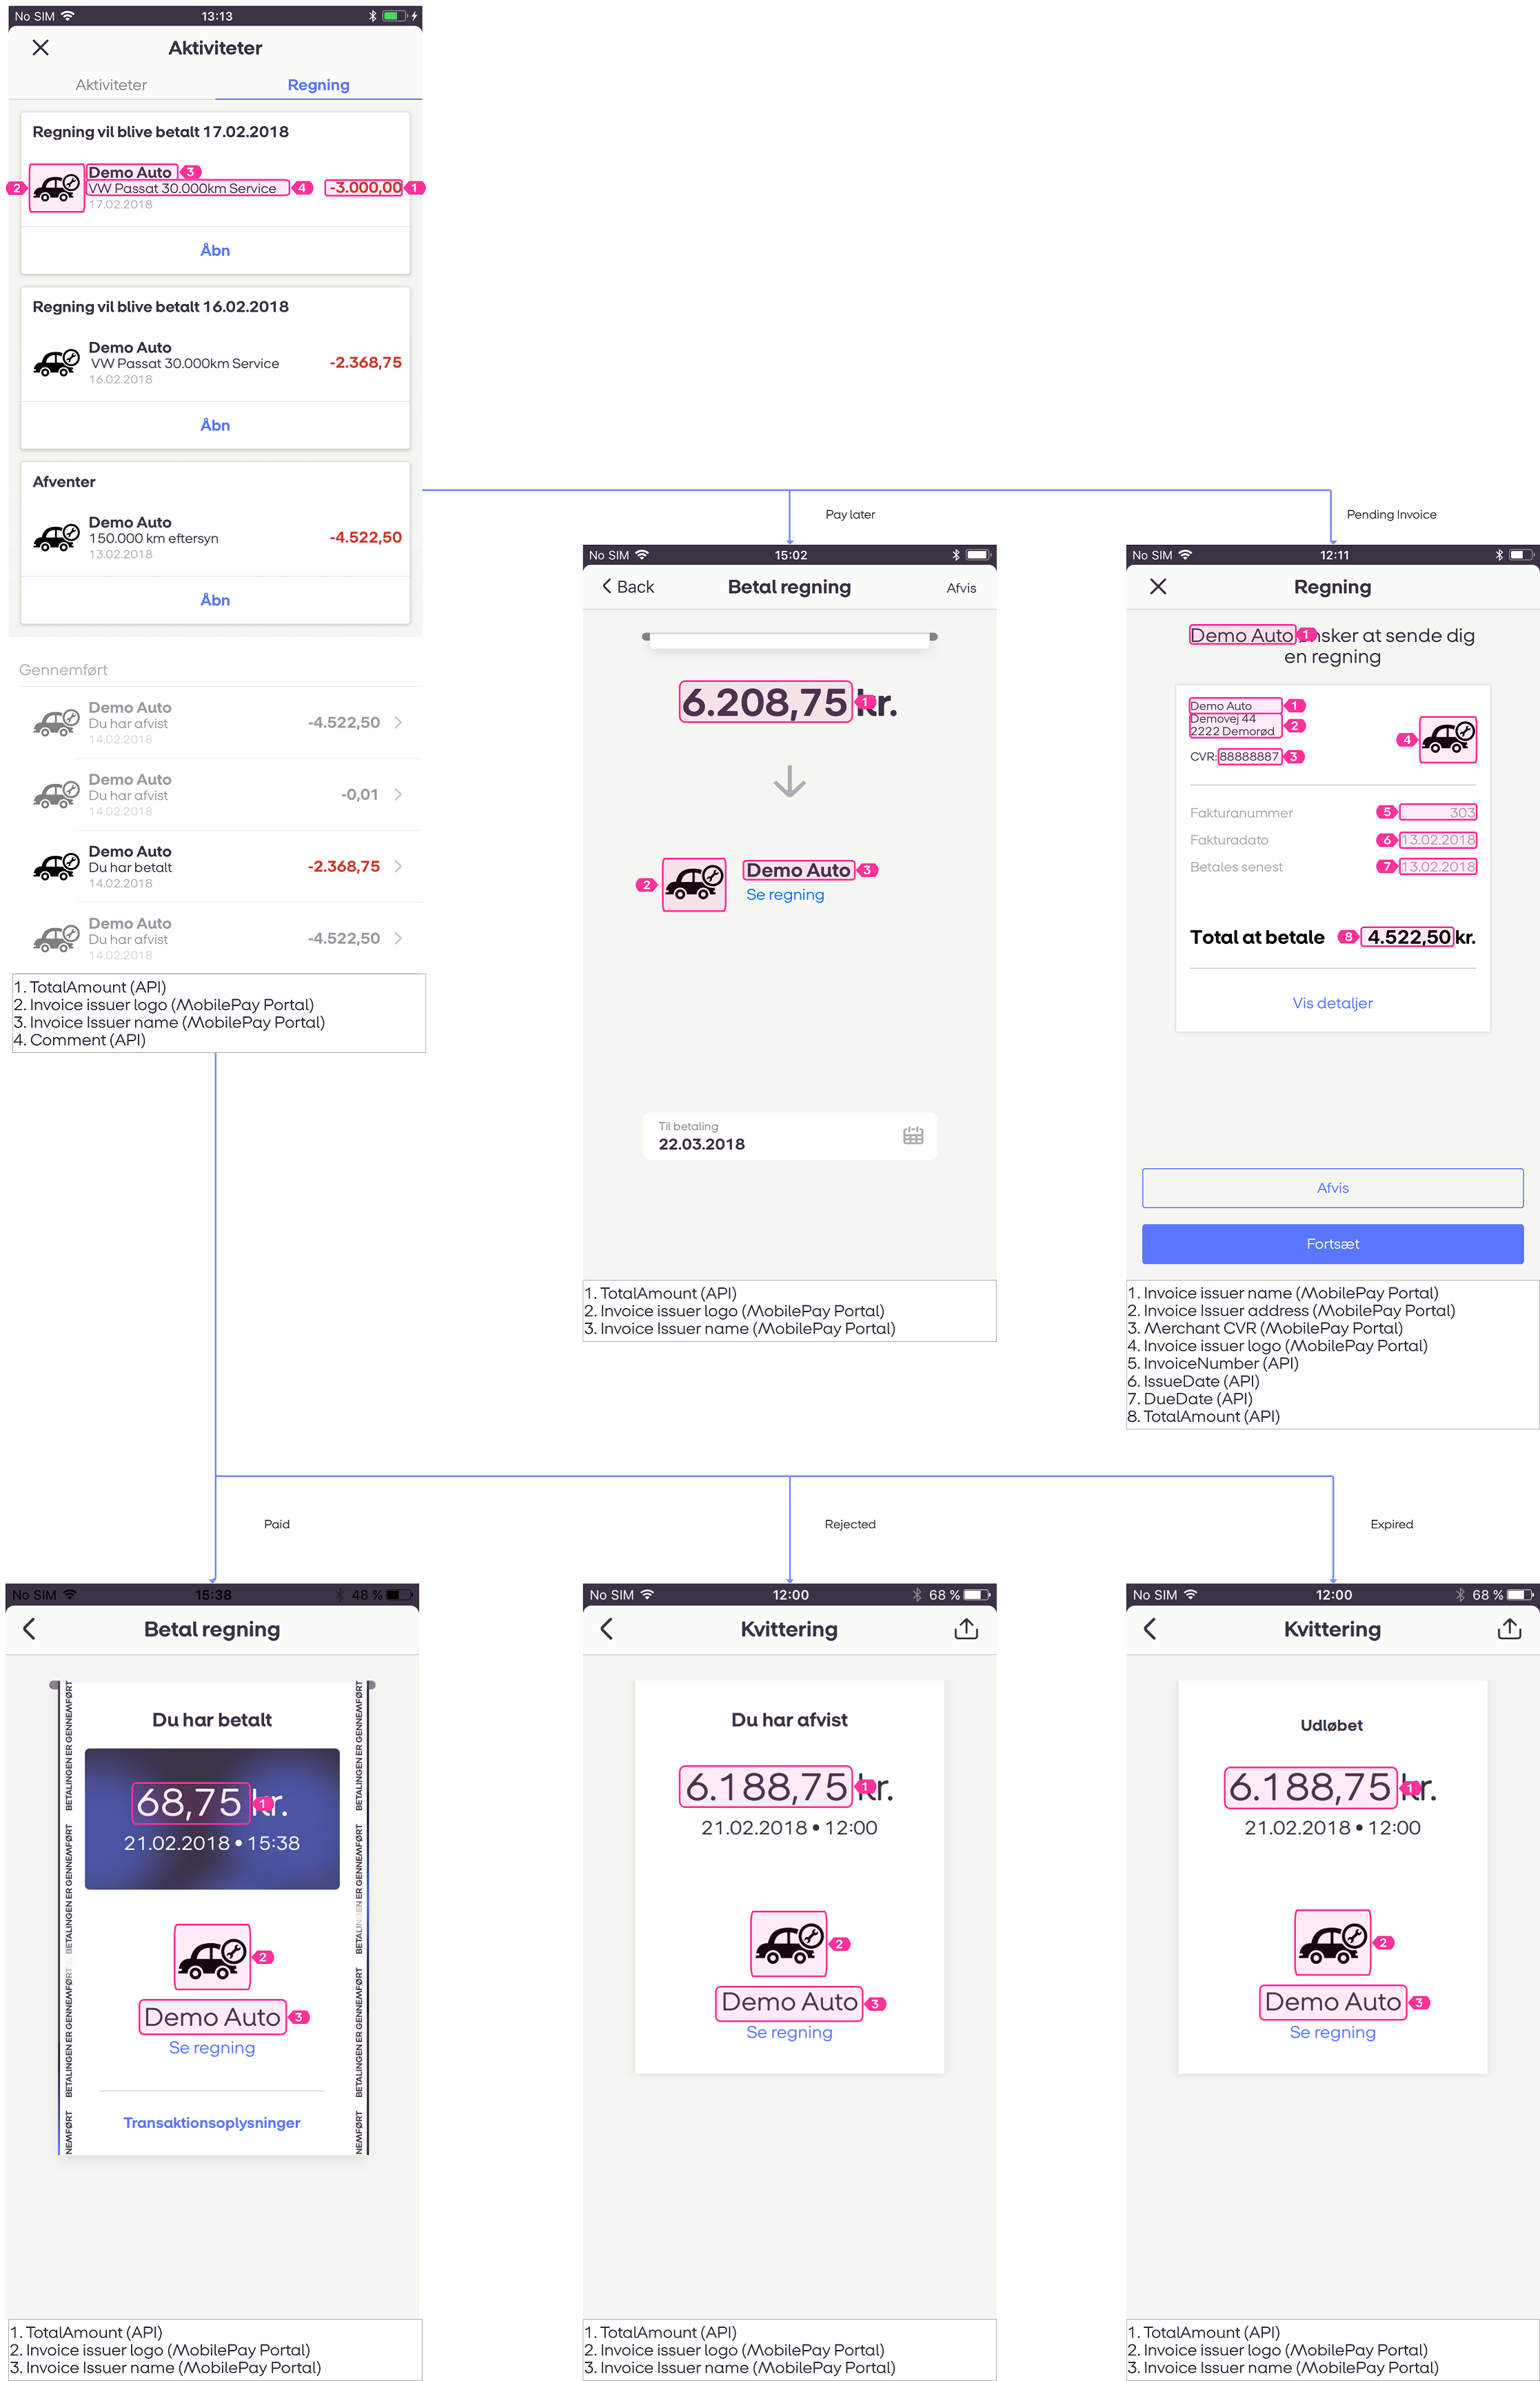 No SIM 13:13
Aktiviteter
Aktiviteter Regning
Regning vil blive betalt 17.02.2018
Demo Auto 3
2 VW Passat 30.000km Service 4 -3.000,00 1
17.02.2018
Åbn
Regning vil blive betalt 16.02.2018
Demo Auto
VW Passat 30.000km Service -2.368,75
16.02.2018
Åbn
Afventer
Demo Auto
150.000 km eftersyn -4.522,50
13.02.2018
Åbn
Gennemført
Demo Auto
Du har afvist -4.522,50
14.02.2018
Demo Auto
Du har afvist -0,01
14.02.2018
Demo Auto
Du har betalt -2.368,75
14.02.2018
Demo Auto
Du har afvist -4.522,50
14.02.2018
1. TotalAmount (API)
2. Invoice issuer logo (MobilePay Portal)
3. Invoice Issuer name (MobilePay Portal)
4. Comment (API)
Pay later
No SIM 15:02
Back Betal regning Afvis
6.208,75 1 kr.
2 Demo Auto 3
Se regning
Til betaling
22.03.2018
1. TotalAmount (API)
2. Invoice issuer logo (MobilePay Portal)
3. Invoice Issuer name (MobilePay Portal)
Pending Invoice
No SIM 12:11
Regning
Demo Auto 1 ønsker at sende dig
en regning
Demo Auto 1
Demovej 44
2222 Demorød 2
4
CVR: 88888887 3
Fakturanummer 5 303
Fakturadato 6 13.02.2018
Betales senest 7 13.02.2018
Total at betale 8 4.522,50 kr.
Vis detaljer
Afvis
Fortsæt
1. Invoice issuer name (MobilePay Portal)
2. Invoice Issuer address (MobilePay Portal)
3. Merchant CVR (MobilePay Portal)
4. Invoice issuer logo (MobilePay Portal)
5. InvoiceNumber (API)
6. IssueDate (API)
7. DueDate (API)
8. TotalAmount (API)
Paid
No SIM 15:38 48 %
Betal regning
Du har betalt
68,75 1 kr.
21.02.2018 • 15:38
2
Demo Auto 3
Se regning
Transaktionsoplysninger
BETALINGEN ER GENNEMFØRT
BETALINGEN ER GENNEMFØRT
BETALINGEN ER GENNEMFØRT
NEMFØRT
BETALINGEN ER GENNEMFØRT
BETALINGEN ER GENNEMFØRT
BETALINGEN ER GENNEMFØRT
NEMFØRT
1. TotalAmount (API)
2. Invoice issuer logo (MobilePay Portal)
3. Invoice Issuer name (MobilePay Portal)
Rejected
No SIM 12:00 68 %
Kvittering
Du har afvist
6.188,75 1 kr.
21.02.2018 • 12:00
2
Demo Auto 3
Se regning
1. TotalAmount (API)
2. Invoice issuer logo (MobilePay Portal)
3. Invoice Issuer name (MobilePay Portal)
Expired
No SIM 12:00 68 %
Kvittering
Udløbet
6.188,75 1 kr.
21.02.2018 • 12:00
2
Demo Auto 3
Se regning
1. TotalAmount (API)
2. Invoice issuer logo (MobilePay Portal)
3. Invoice Issuer name (MobilePay Portal)